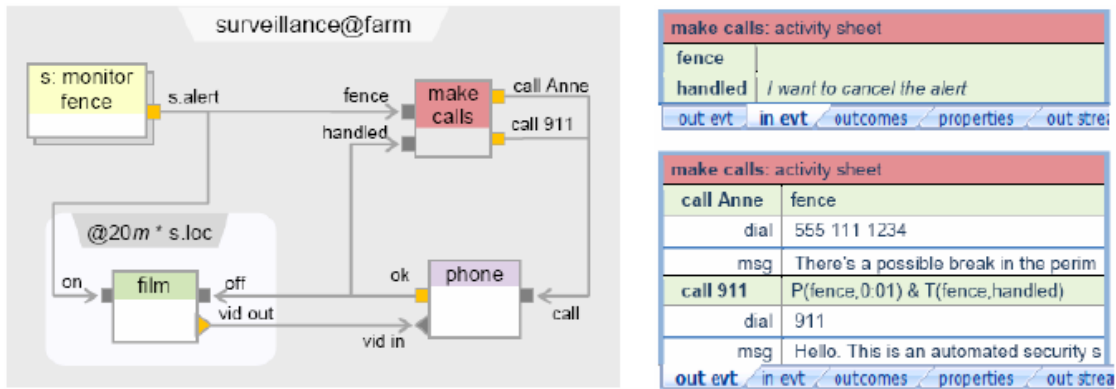 surveillance@farm
s: monitor
fence
s.alert
fence
handled
make
calls
call Anne
call 911
@20m * s.loc
on
film
off
vid out
ok
phone
call
vid in
make calls: activity sheet
fence
handled I want to cancel the alert
out evt in evt outcomes properties out strea
make calls: activity sheet
call Anne fence
dial 555 111 1234
msg There's a possible break in the perim
call 911 P(fence,0:01) & T(fence,handled)
dial 911
msg Hello. This is an automated security s
out evt in evt outcomes properties out strea